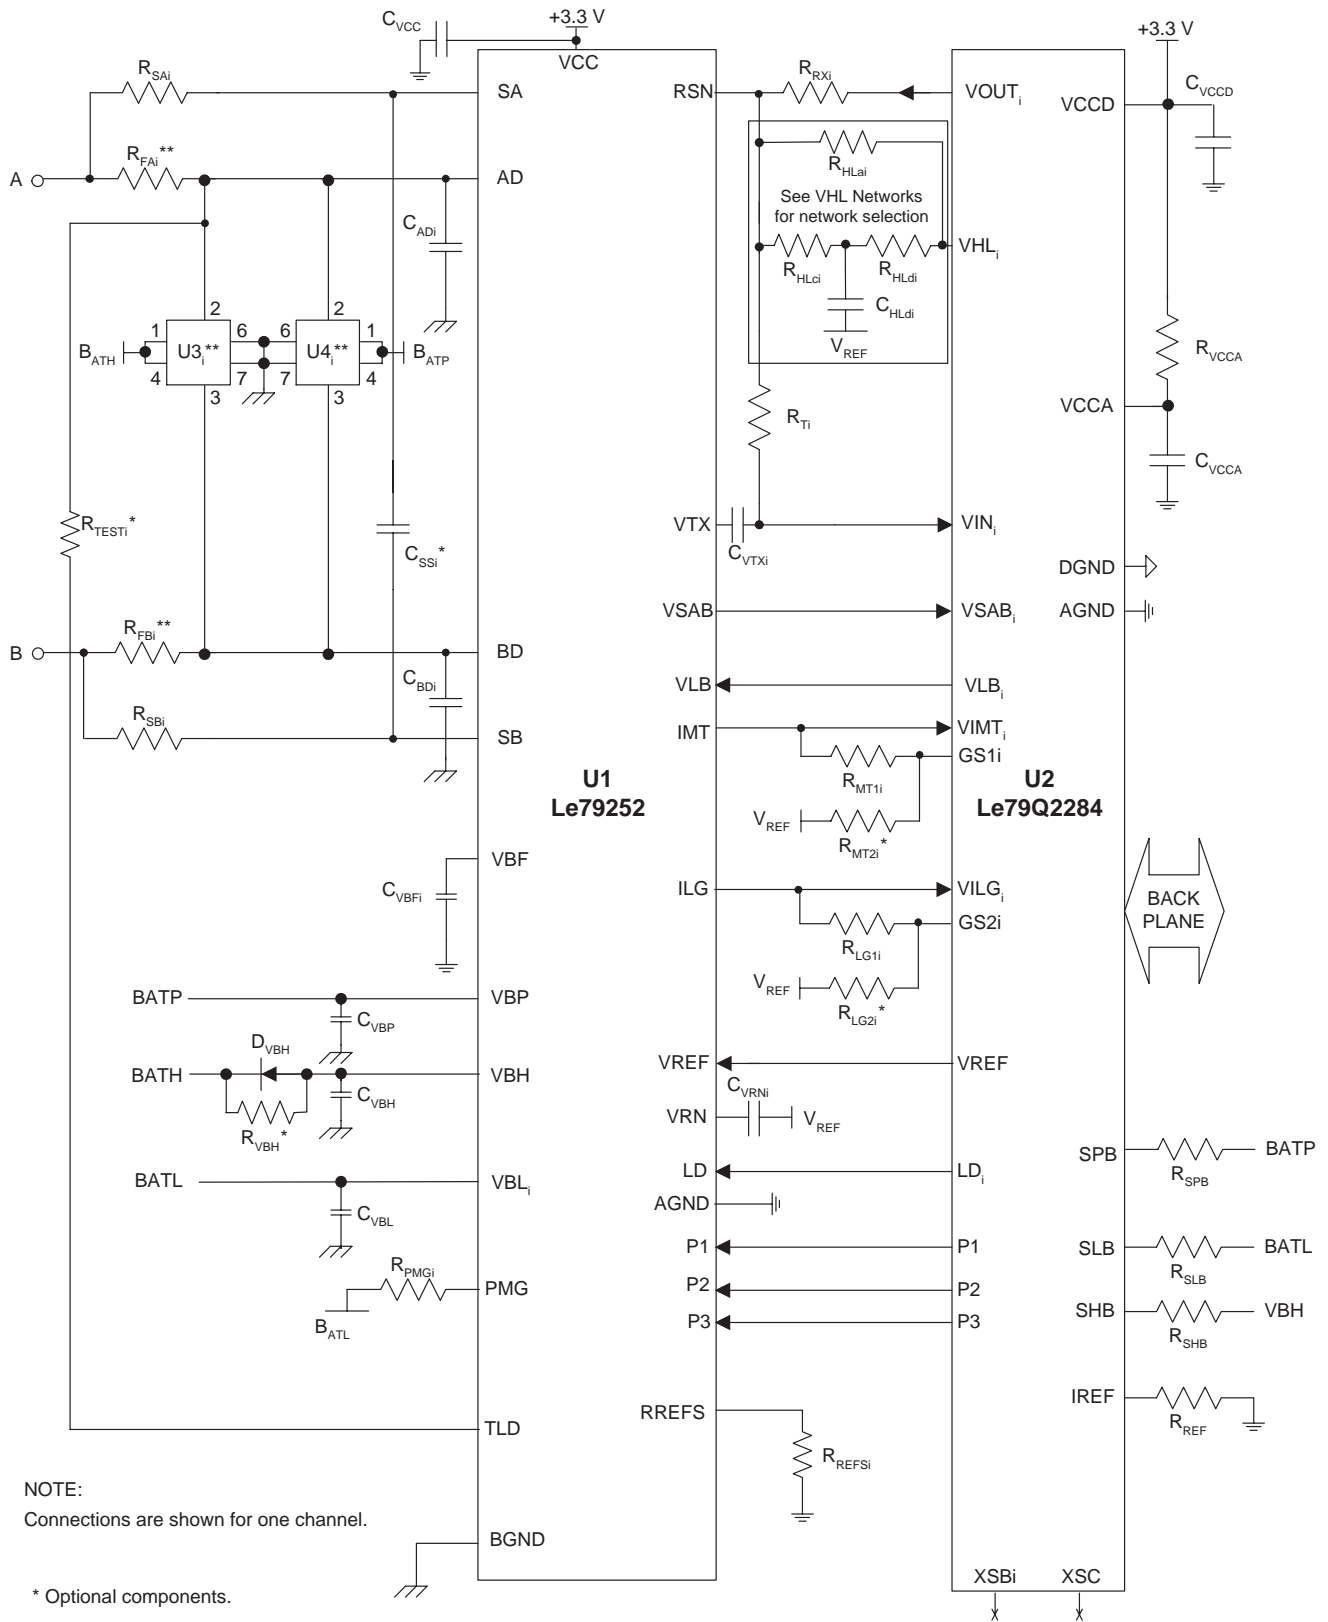 C_VCC
+3.3 V
VCC
+3.3 V
R_SAi
SA
RSN
R_RXi
VOUT_i
VCCD
C_VCCD
A
R_FAi**
AD
C_ADi
R_HLai
See VHL Networks
for network selection
R_HLci
R_HLdi
VHL_i
C_HLdi
V_REF
R_VCCA
B_ATH
1
4
2
U3_i**
3
6
7
6
7
2
U4_i**
3
1
4
B_ATP
R_Ti
VCCA
C_VCCA
R_TESTi*
C_SSi*
VTX
C_VTXi
VIN_i
DGND
VSAB
VSAB_i
AGND
B
R_FBi**
BD
C_BDi
VLB
VLB_i
R_SBi
SB
IMT
VIMT_i
R_MT1i
GS1i
U1
Le79252
U2
Le79Q2284
V_REF
R_MT2i*
VBF
C_VBFi
ILG
VILG_i
R_LG1i
GS2i
BACK
PLANE
V_REF
R_LG2i*
BATP
VBP
C_VBP
D_VBH
BATH
VBH
C_VBH
R_VBH*
VREF
VREF
C_VRNi
VRN
V_REF
SPB
R_SPB
BATP
BATL
VBL_i
C_VBL
LD
LD_i
AGND
P1
P1
SLB
R_SLB
BATL
R_PMGi
PMG
B_ATL
P2
P2
P3
P3
SHB
R_SHB
VBH
IREF
R_REF
RREFS
R_REFSi
TLD
NOTE:
Connections are shown for one channel.
BGND
* Optional components.
XSBi
XSC